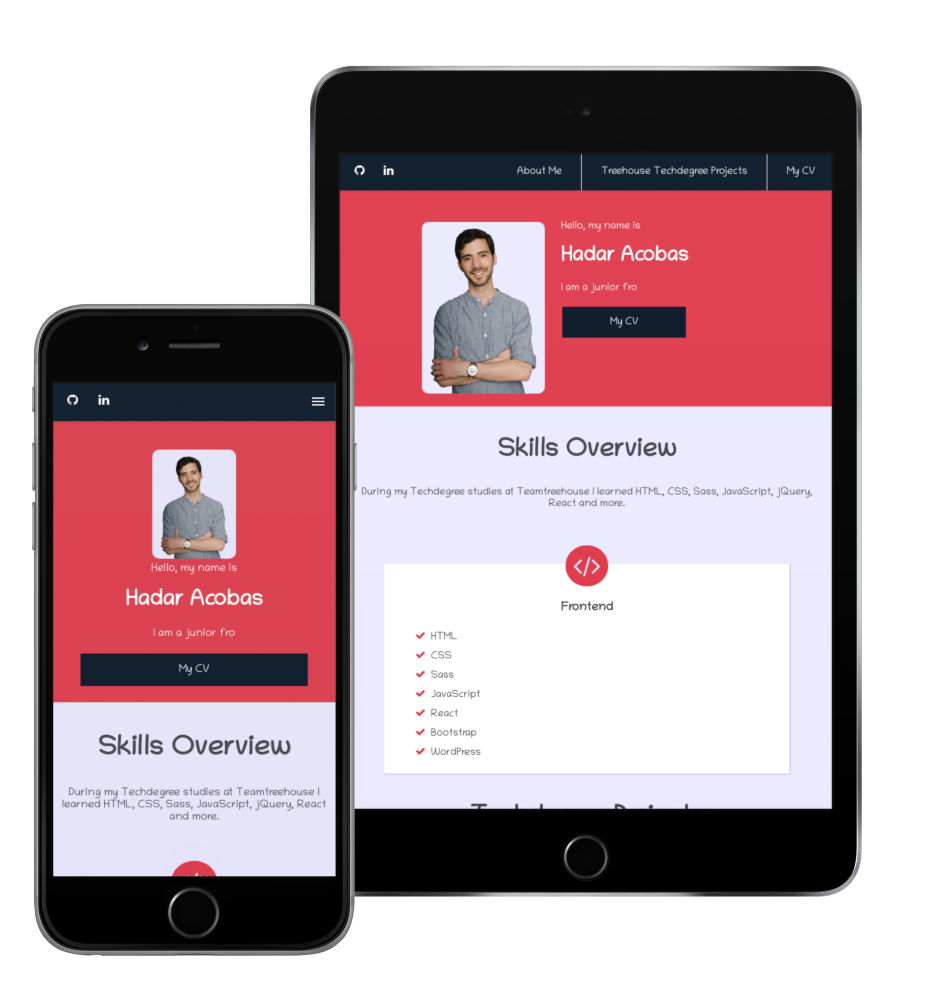 in
Hello, my name is
Hadar Acobas
I am a junior fro
My CV
Skills Overview
During my Techdegree studies at Teamtreehouse I
learned HTML, CSS, Sass, JavaScript, jQuery, React
and more.
in
About Me
Treehouse Techdegree Projects
My CV
Hello, my name is
Hadar Acobas
I am a junior fro
My CV
Skills Overview
During my Techdegree studies at Teamtreehouse I learned HTML, CSS, Sass, JavaScript, jQuery,
React and more.
</>
Frontend
HTML
CSS
Sass
JavaScript
React
Bootstrap
WordPress